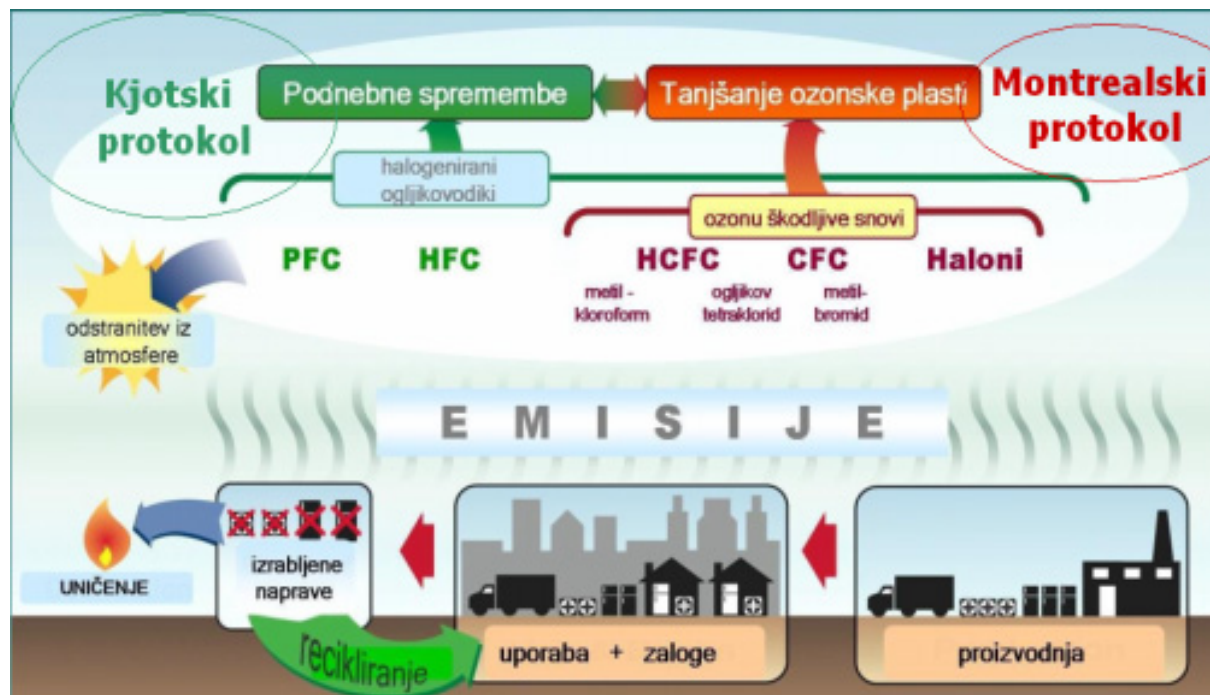 Kjotski
protokol
Podnebne spremembe
Tanjšanje ozonske plasti
Montrealski
protokol
halogenirani
ogljikovodiki
ozonu škodljive snovi
PFC
HFC
HCFC
CFC
Haloni
metil -
kloroform
ogljikov
tetraklorid
metil-
bromid
odstranitev iz
atmosfere
E M I S I J E
UNIČENJE
izrabljene
naprave
recikliranje
uporaba + zaloge
proizvodnja